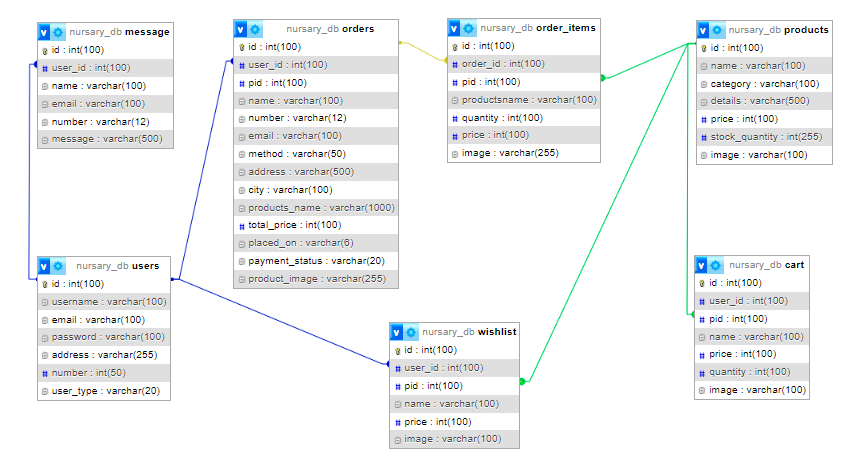 nursary_db message
id : int(100)
user_id : int(100)
name : varchar(100)
email : varchar(100)
number : varchar(12)
message : varchar(500)
nursary_db orders
id : int(100)
user_id : int(100)
pid : int(100)
name : varchar(100)
number : varchar(12)
email : varchar(100)
method : varchar(50)
address : varchar(500)
city : varchar(100)
products_name : varchar(1000)
total_price : int(100)
placed_on : varchar(6)
payment_status : varchar(20)
product_image : varchar(255)
nursary_db order_items
id : int(100)
order_id : int(100)
pid : int(100)
productsname : varchar(100)
quantity : int(100)
price : int(100)
image : varchar(255)
nursary_db products
id : int(100)
name : varchar(100)
category : varchar(100)
details : varchar(500)
price : int(100)
stock_quantity : int(255)
image : varchar(100)
nursary_db users
id : int(100)
username : varchar(100)
email : varchar(100)
password : varchar(100)
address : varchar(255)
number : int(50)
user_type : varchar(20)
nursary_db wishlist
id : int(100)
user_id : int(100)
pid : int(100)
name : varchar(100)
price : int(100)
image : varchar(100)
nursary_db cart
id : int(100)
user_id : int(100)
pid : int(100)
name : varchar(100)
price : int(100)
quantity : int(100)
image : varchar(100)